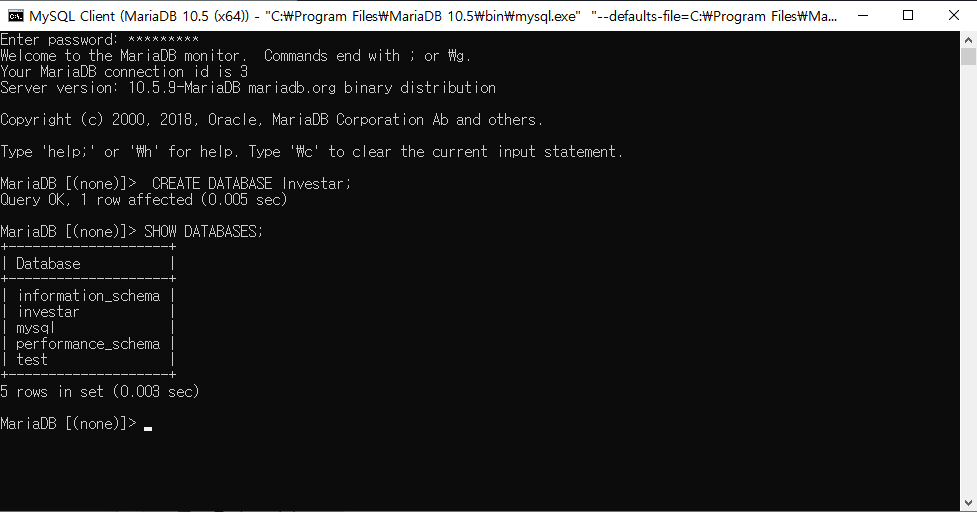 MySQL Client (MariaDB 10.5 (x64)) - "C:₩Program Files₩MariaDB 10.5₩bin₩mysql.exe" "--defaults-file=C:₩Program Files₩Ma...
Enter password: *********
Welcome to the MariaDB monitor.  Commands end with ; or ₩g.
Your MariaDB connection id is 3
Server version: 10.5.9-MariaDB mariadb.org binary distribution
Copyright (c) 2000, 2018, Oracle, MariaDB Corporation Ab and others.
Type 'help;' or '₩h' for help. Type '₩c' to clear the current input statement.
MariaDB [(none)]>  CREATE DATABASE Investar;
Query OK, 1 row affected (0.005 sec)
MariaDB [(none)]> SHOW DATABASES;
+--------------------+
| Database           |
+--------------------+
| information_schema |
| investar           |
| mysql              |
| performance_schema |
| test               |
+--------------------+
5 rows in set (0.003 sec)
MariaDB [(none)]>